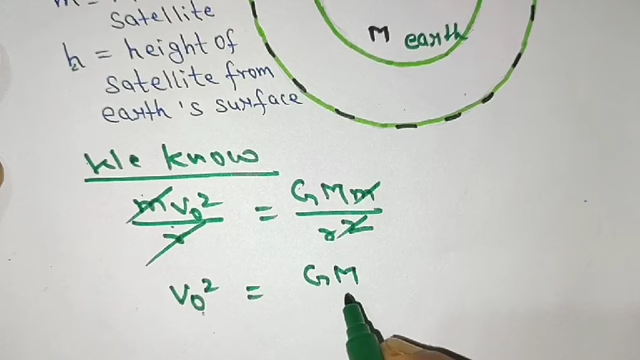 m =
satellite
h = height of
satellite from
earth's surface
M earth
We know
mv₀²/r = GMm/r²
v₀² = GM